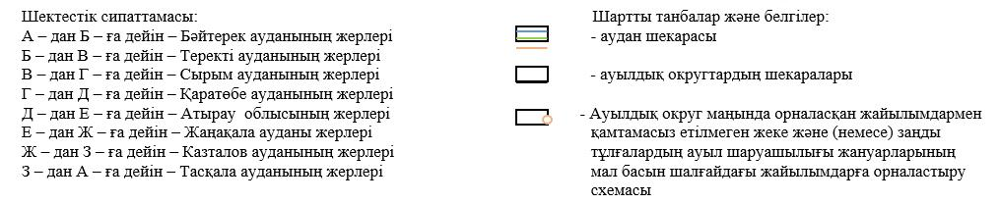 Шектестік сипаттамасы:
А – дан Б – ға дейін – Бәйтерек ауданының жерлері
Б – дан В – ға дейін – Теректі ауданының жерлері
В – дан Г – ға дейін – Сырым ауданының жерлері
Г – дан Д – ға дейін – Қаратөбе ауданының жерлері
Д – дан Е – ға дейін – Атырау облысының жерлері
Е – дан Ж – ға дейін – Жаңақала ауданы жерлері
Ж – дан З – ға дейін – Казталов ауданының жерлері
З – дан А – ға дейін – Тасқала ауданының жерлері
Шартты танбалар және белгілер:
- аудан шекарасы
- ауылдық округтардың шекаралары
- Ауылдық округ маңында орналасқан жайылымдармен
қамтамасыз етілмеген жеке және (немесе) заңды
тұлғалардың ауыл шаруашылығы жануарларының
мал басын шалғайдағы жайылымдарға орналастыру
схемасы